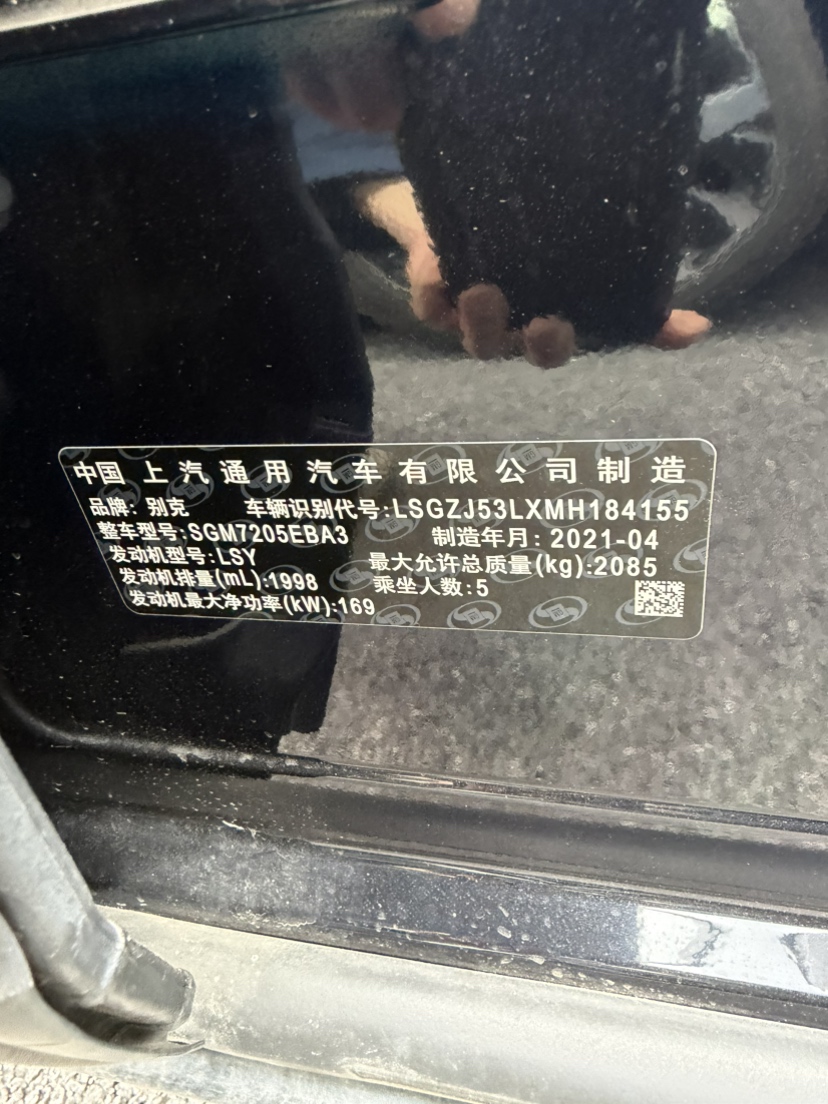 中国上汽通用汽车有限公司制造
品牌: 别克 车辆识别代号:LSGZJ53LXMH184155
整车型号:SGM7205EBA3 制造年月: 2021-04
发动机型号:LSY 最大允许总质量(kg):2085
发动机排量(mL):1998 乘坐人数:5
发动机最大净功率(kW):169